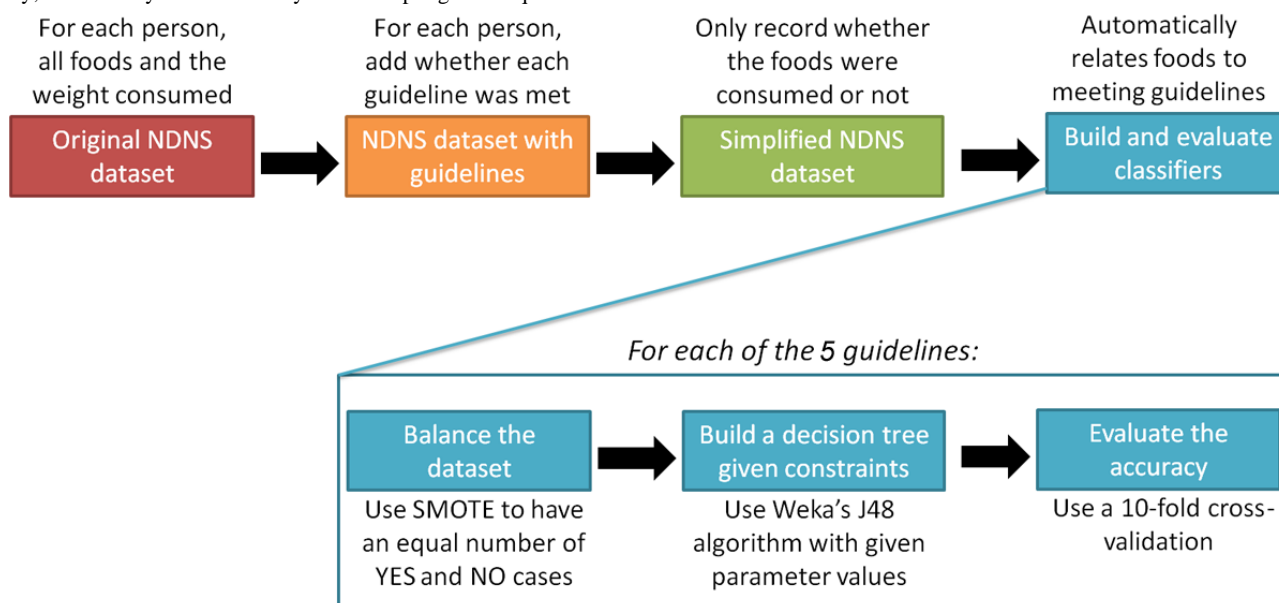 For each person,
all foods and the
weight consumed
Original NDNS
dataset
For each person,
add whether each
guideline was met
NDNS dataset with
guidelines
Only record whether
the foods were
consumed or not
Simplified NDNS
dataset
Automatically
relates foods to
meeting guidelines
Build and evaluate
classifiers
For each of the 5 guidelines:
Balance the
dataset
Use SMOTE to have
an equal number of
YES and NO cases
Build a decision tree
given constraints
Use Weka's J48
algorithm with given
parameter values
Evaluate the
accuracy
Use a 10-fold cross-
validation